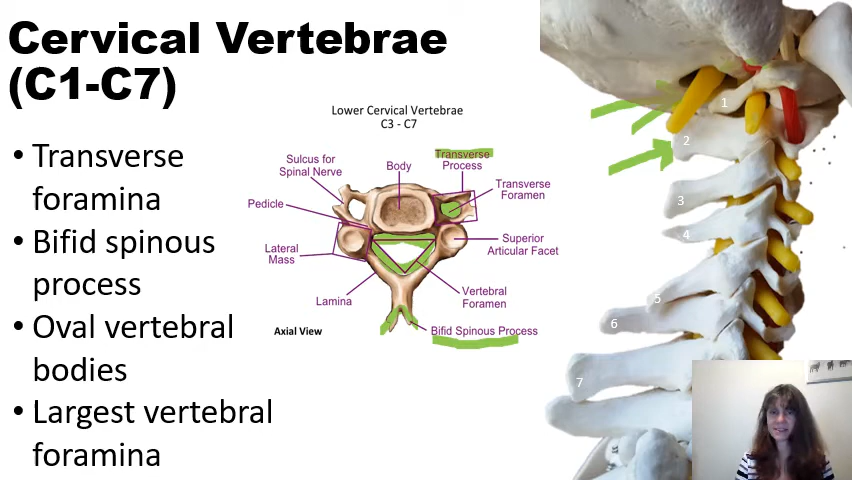 Cervical Vertebrae
(C1-C7)
• Transverse
foramina
• Bifid spinous
process
• Oval vertebral
bodies
• Largest vertebral
foramina
Lower Cervical Vertebrae
C3 - C7
Sulcus for
Spinal Nerve
Body
Transverse
Process
Transverse
Foramen
Pedicle
Lateral
Mass
Superior
Articular Facet
Lamina
Vertebral
Foramen
Axial View
Bifid Spinous Process
1
2
3
4
5
6
7